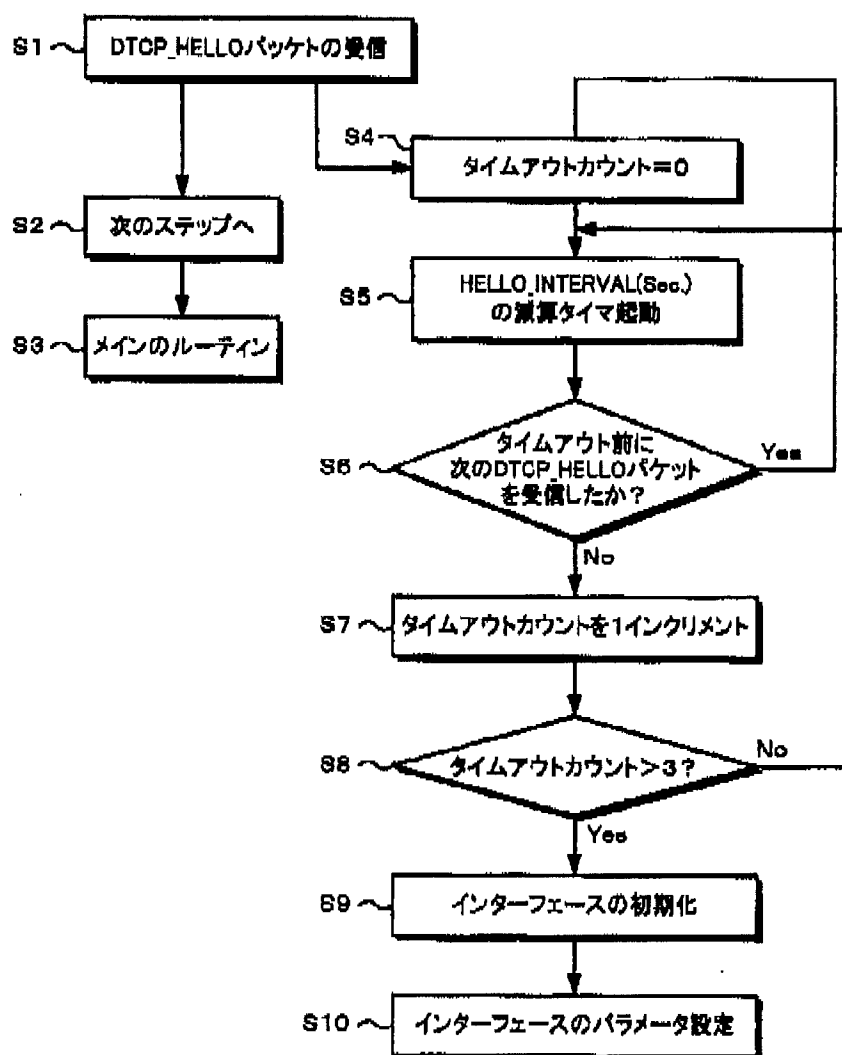 S1
DTCP_HELLOパッケトの受信
S4
タイムアウトカウント=0
S2
次のステップへ
S5
HELLO_INTERVAL(Sec.)
の減算タイマ起動
S3
メインのルーティン
S6
タイムアウト前に
次のDTCP_HELLOパケット
を受信したか?
Yes
No
S7
タイムアウトカウントを1インクリメント
S8
タイムアウトカウント>3?
No
Yes
S9
インターフェースの初期化
S10
インターフェースのパラメータ設定